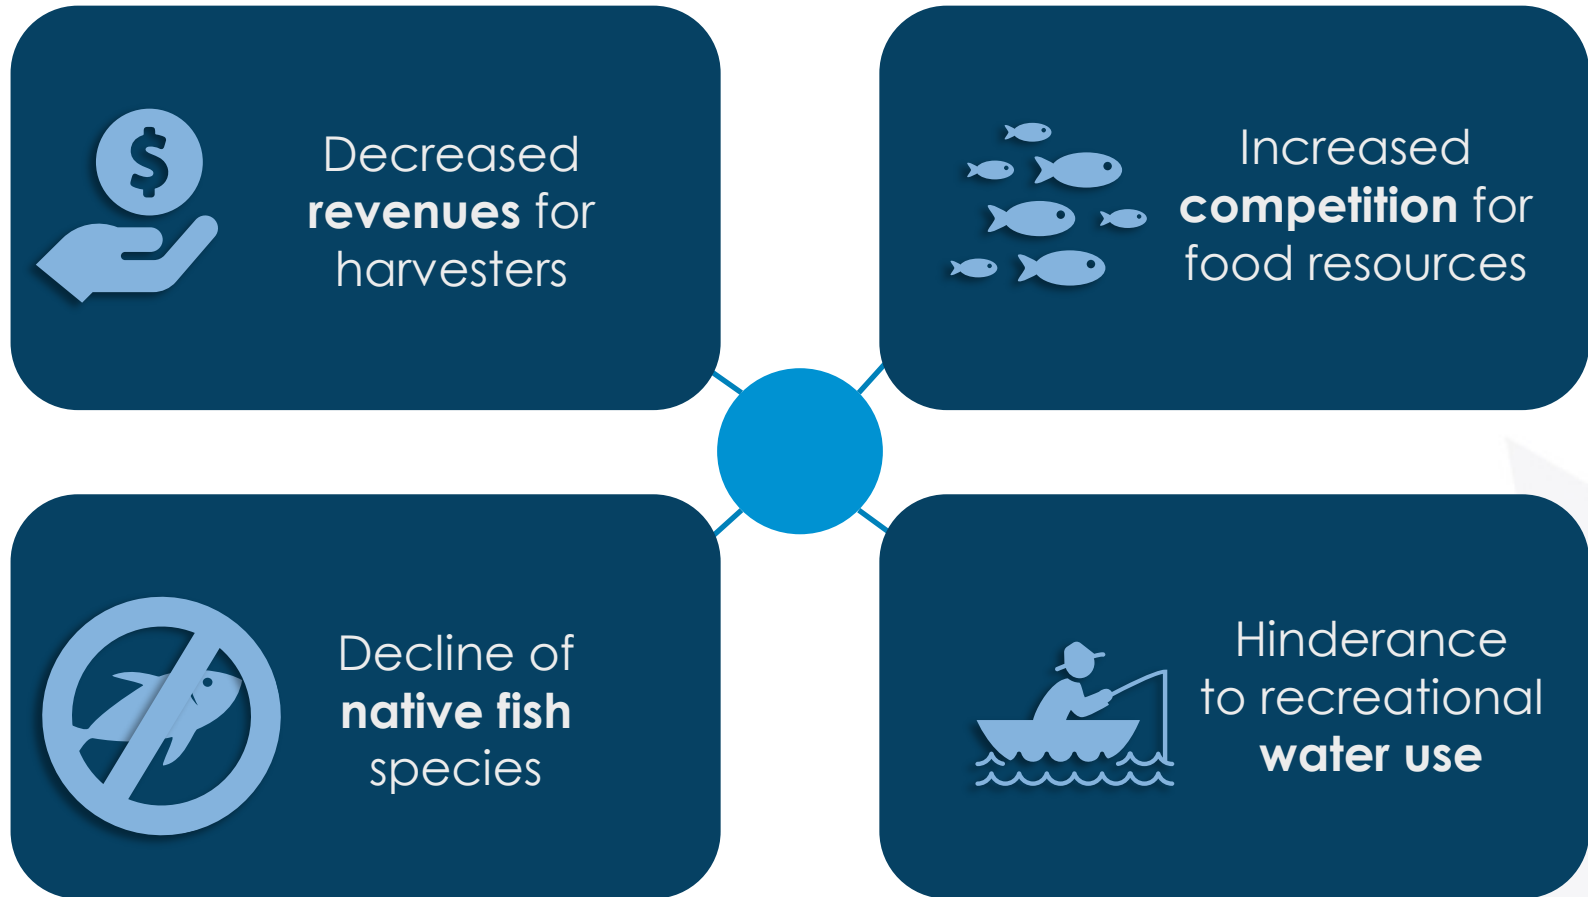 Decreased
revenues for
harvesters
Increased
competition for
food resources
Decline of
native fish
species
Hinderance
to recreational
water use